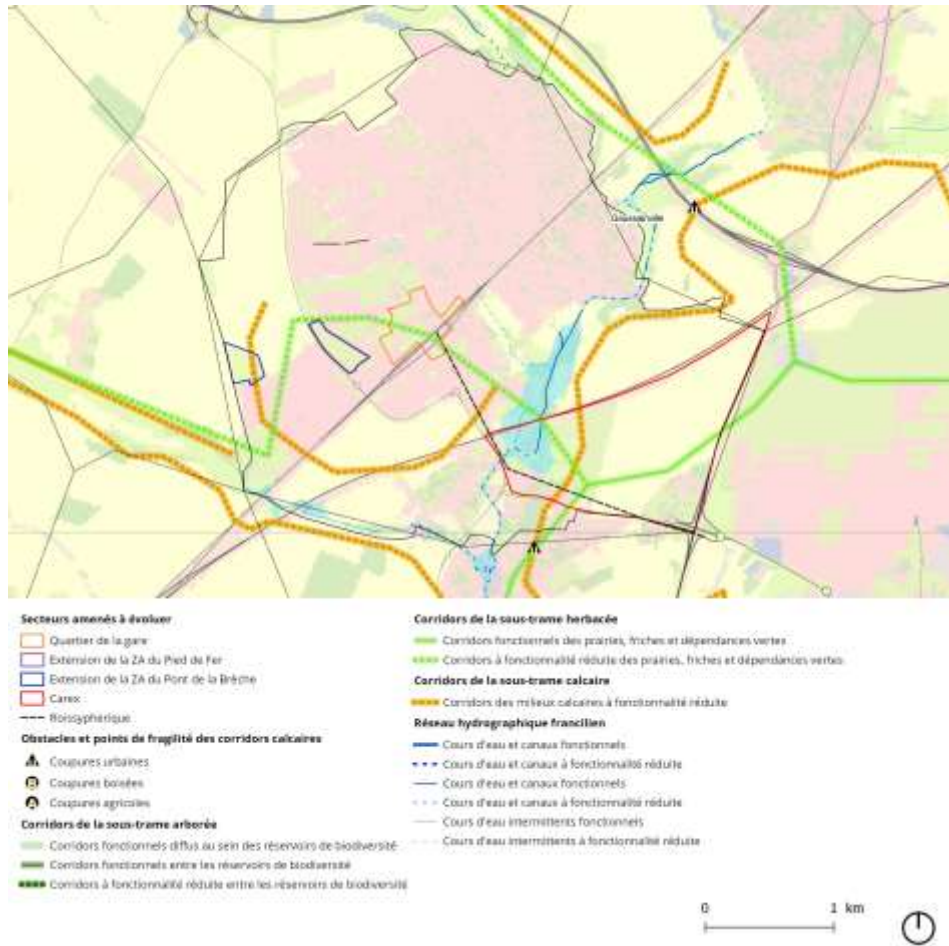 Goussainville
Secteurs amenés à évoluer
Quartier de la gare
Extension de la ZA du Pied de Fer
Extension de la ZA du Pont de la Brèche
Carex
Roissyphérique
Obstacles et points de fragilité des corridors calcaires
Coupures urbaines
Coupures boisées
Coupures agricoles
Corridors de la sous-trame arborée
Corridors fonctionnels diffus au sein des réservoirs de biodiversité
Corridors fonctionnels entre les réservoirs de biodiversité
Corridors à fonctionnalité réduite entre les réservoirs de biodiversité
Corridors de la sous-trame herbacée
Corridors fonctionnels des prairies, friches et dépendances vertes
Corridors à fonctionnalité réduite des prairies, friches et dépendances vertes
Corridors de la sous-trame calcaire
Corridors des milieux calcaires à fonctionnalité réduite
Réseau hydrographique francilien
Cours d'eau et canaux fonctionnels
Cours d'eau et canaux à fonctionnalité réduite
Cours d'eau et canaux fonctionnels
Cours d'eau et canaux à fonctionnalité réduite
Cours d'eau intermittents fonctionnels
Cours d'eau intermittents à fonctionnalité réduite
0 1 km